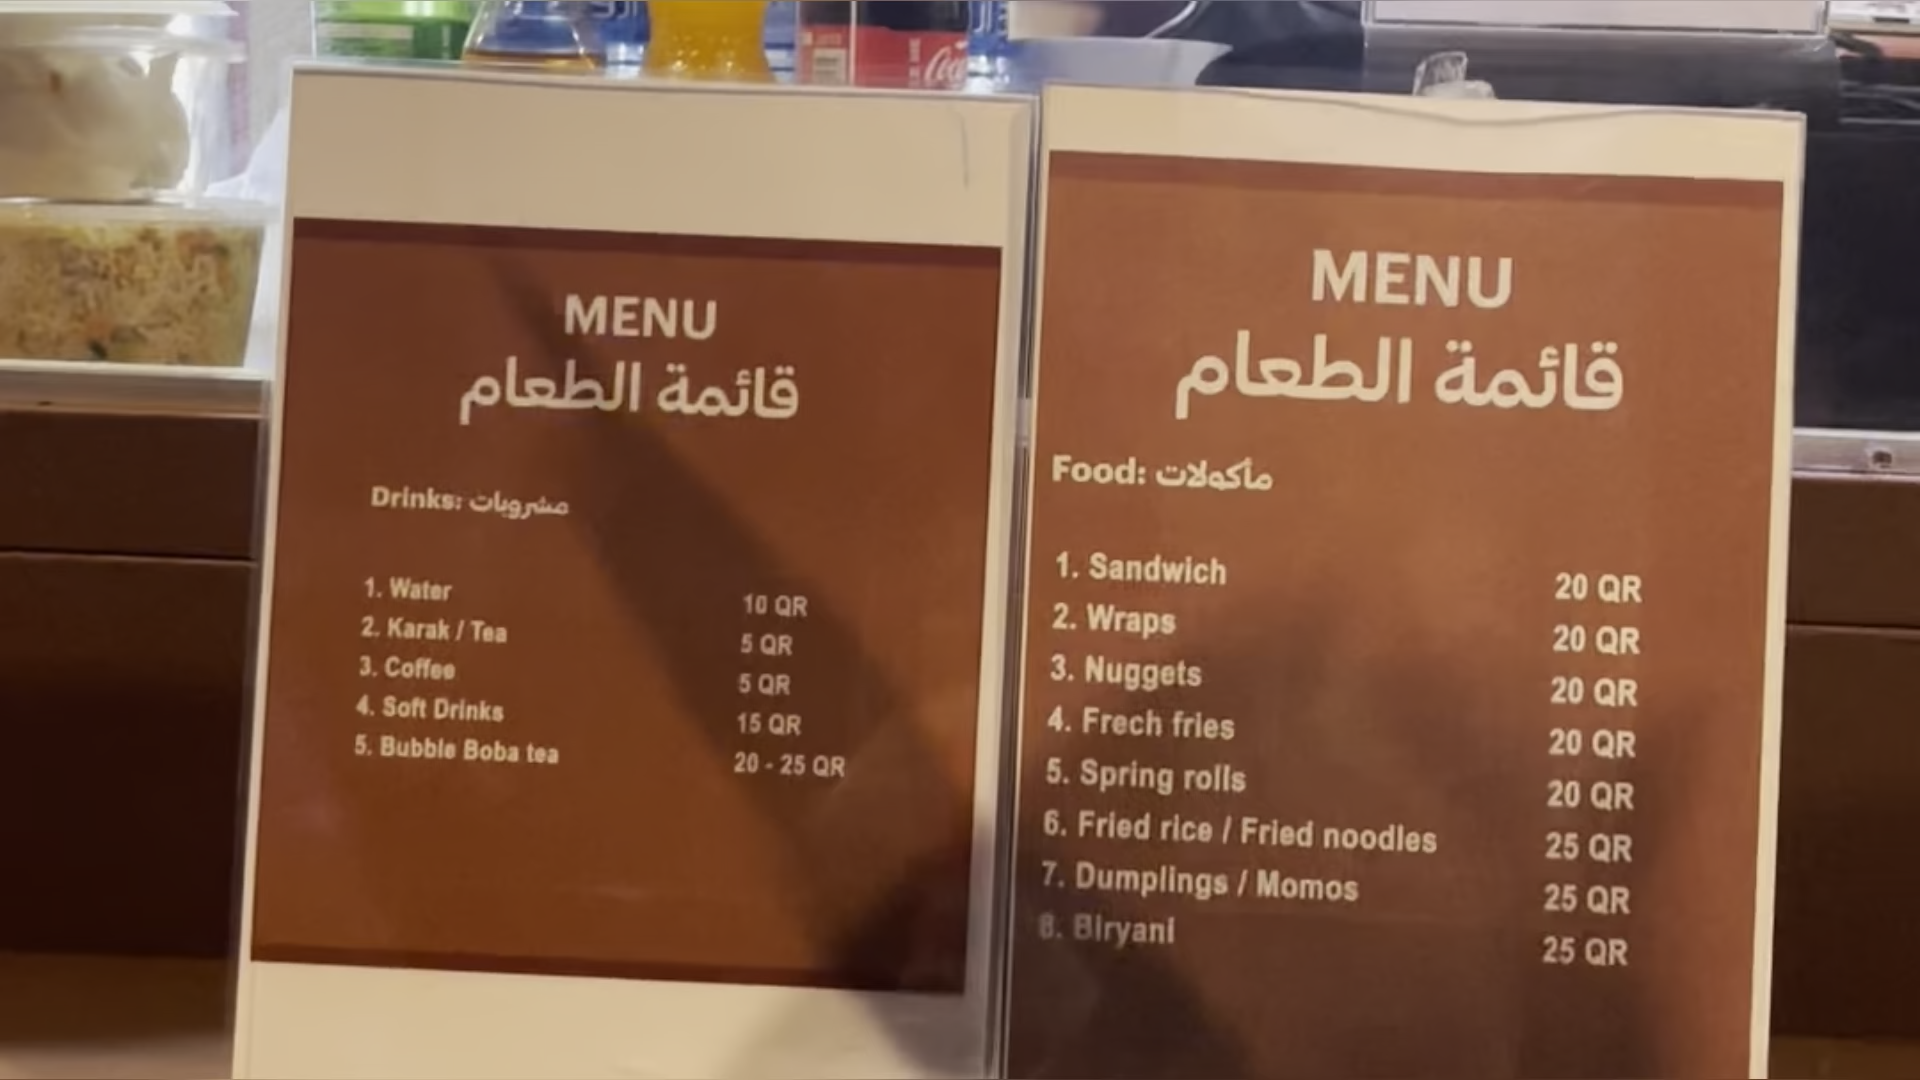 Coca
MENU
قائمة الطعام
Drinks: مشروبات
1. Water 10 QR
2. Karak / Tea 5 QR
3. Coffee 5 QR
4. Soft Drinks 15 QR
5. Bubble Boba tea 20 - 25 QR
MENU
قائمة الطعام
Food: مأكولات
1. Sandwich 20 QR
2. Wraps 20 QR
3. Nuggets 20 QR
4. Frech fries 20 QR
5. Spring rolls 20 QR
6. Fried rice / Fried noodles 25 QR
7. Dumplings / Momos 25 QR
8. Biryani 25 QR